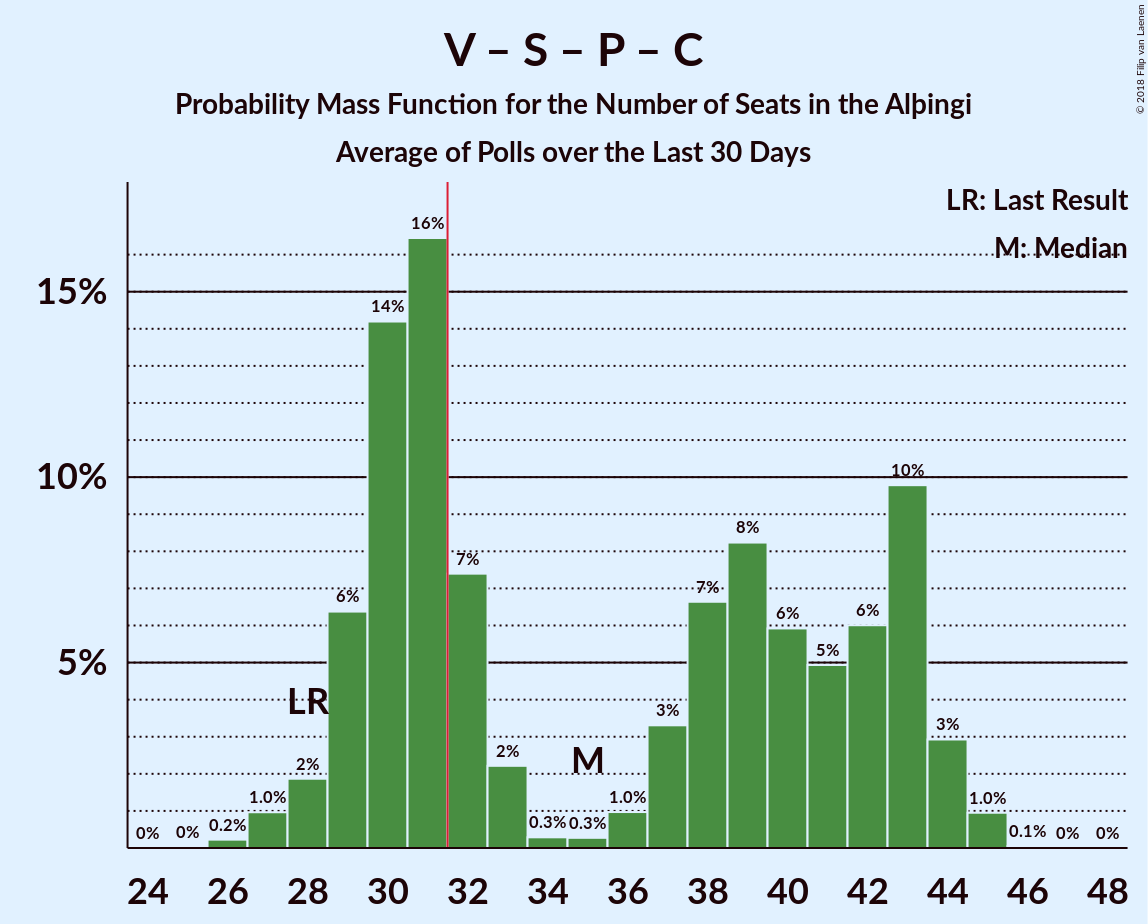 V – S – P – C
Probability Mass Function for the Number of Seats in the Alþingi
Average of Polls over the Last 30 Days
© 2018 Filip van Laenen
LR: Last Result
M: Median
15%
10%
5%
0% 0% 0.2% 1.0% 2% 6% 14% 16% 7% 2% 0.3% 0.3% 1.0% 3% 7% 8% 6% 5% 6% 10% 3% 1.0% 0.1% 0% 0%
LR
M
24 26 28 30 32 34 36 38 40 42 44 46 48